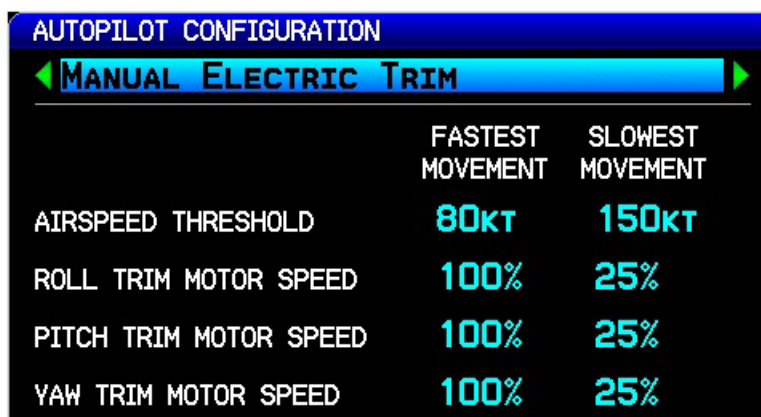 AUTOPILOT CONFIGURATION
MANUAL ELECTRIC TRIM
FASTEST SLOWEST
MOVEMENT MOVEMENT
AIRSPEED THRESHOLD 80KT 150KT
ROLL TRIM MOTOR SPEED 100% 25%
PITCH TRIM MOTOR SPEED 100% 25%
YAW TRIM MOTOR SPEED 100% 25%